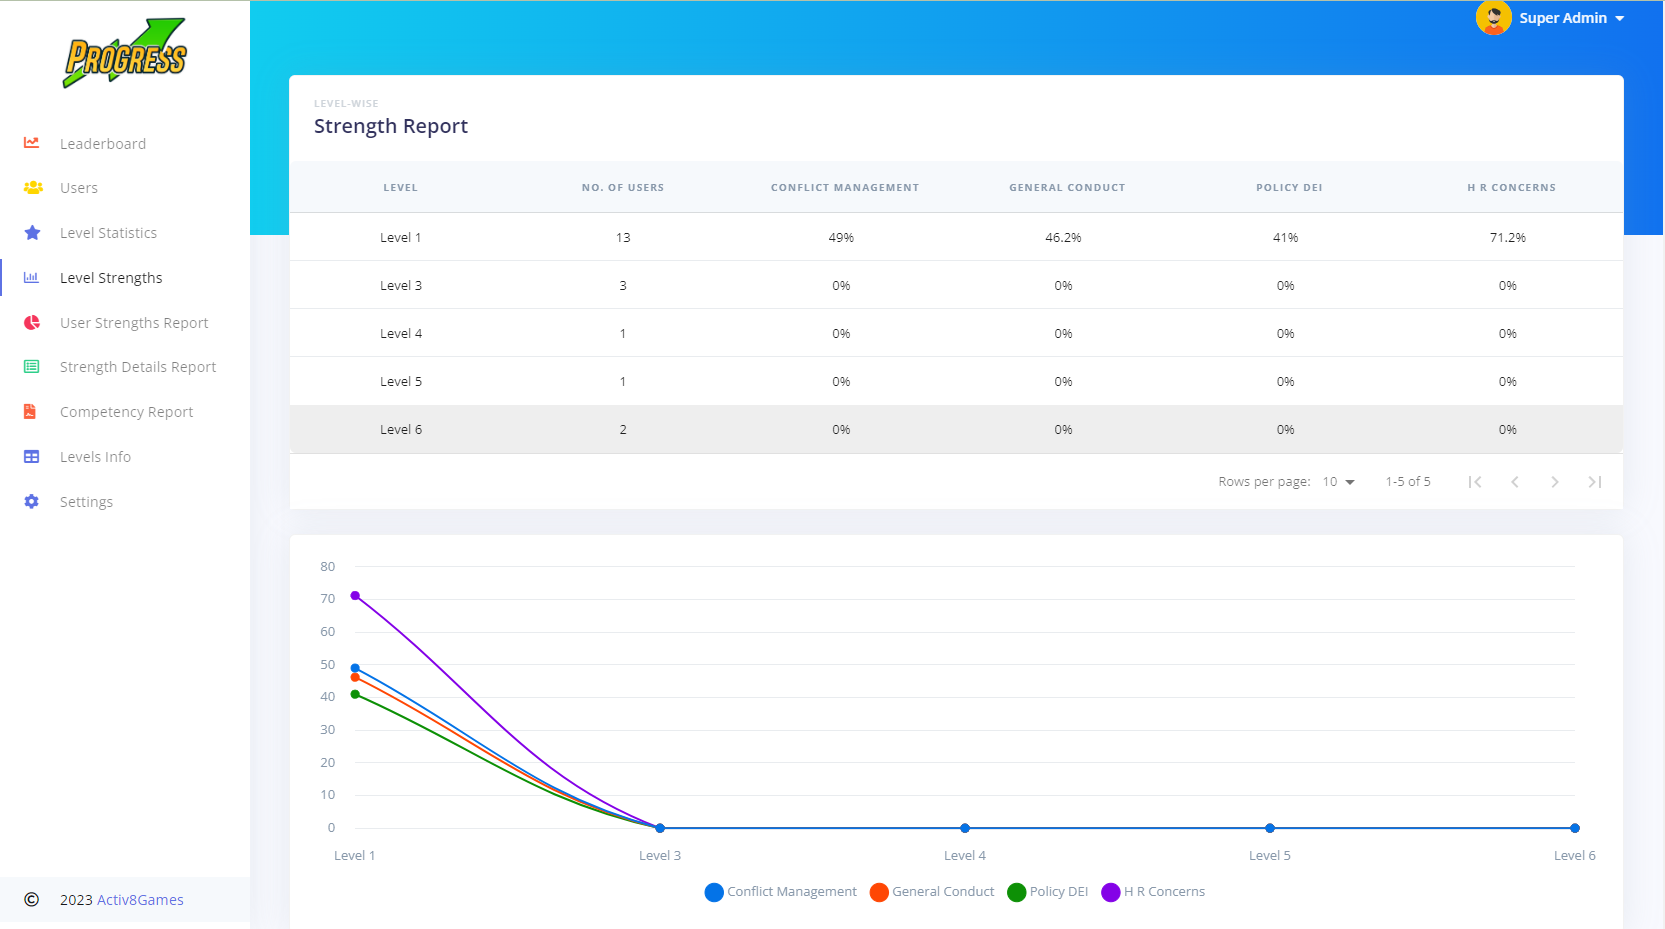 PROGRESS
Super Admin
Leaderboard
Users
Level Statistics
Level Strengths
User Strengths Report
Strength Details Report
Competency Report
Levels Info
Settings
© 2023 Activ8Games
LEVEL-WISE
Strength Report
LEVEL NO. OF USERS CONFLICT MANAGEMENT GENERAL CONDUCT POLICY DEI H R CONCERNS
Level 1 13 49% 46.2% 41% 71.2%
Level 3 3 0% 0% 0% 0%
Level 4 1 0% 0% 0% 0%
Level 5 1 0% 0% 0% 0%
Level 6 2 0% 0% 0% 0%
Rows per page: 10 1-5 of 5
80
70
60
50
40
30
20
10
0
Level 1 Level 3 Level 4 Level 5 Level 6
Conflict Management General Conduct Policy DEI H R Concerns